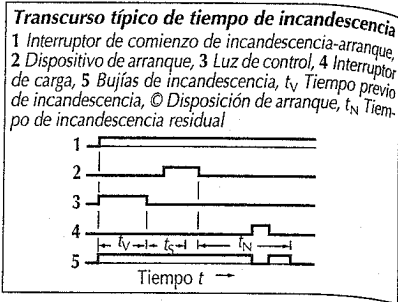 Transcurso típico de tiempo de incandescencia
1 Interruptor de comienzo de incandescencia-arranque,
2 Dispositivo de arranque, 3 Luz de control, 4 Interruptor
de carga, 5 Bujías de incandescencia, tV Tiempo previo
de incandescencia, © Disposición de arranque, tN Tiem-
po de incandescencia residual
1
2
3
4
tV tS tN
5
Tiempo t →